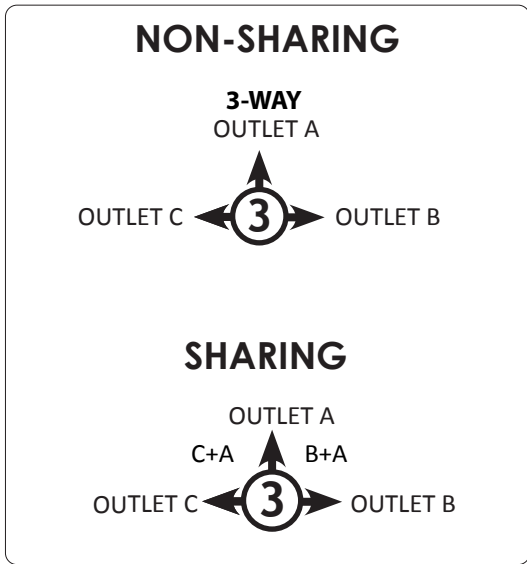 NON-SHARING
3-WAY
OUTLET A
OUTLET C 3 OUTLET B
SHARING
OUTLET A
C+A B+A
OUTLET C 3 OUTLET B